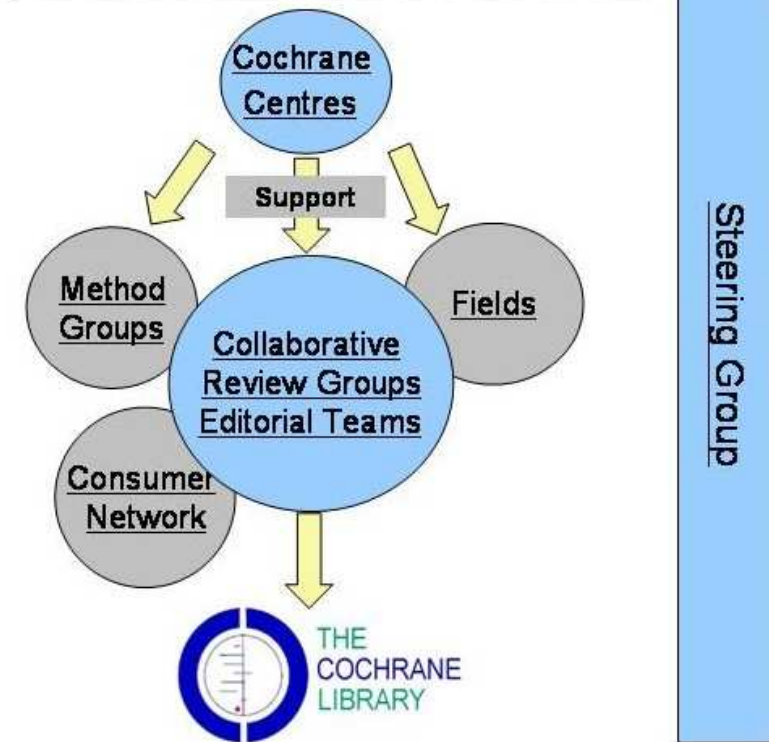 Cochrane
Centres
Support
Method
Groups
Fields
Collaborative
Review Groups
Editorial Teams
Consumer
Network
THE
COCHRANE
LIBRARY
Steering Group